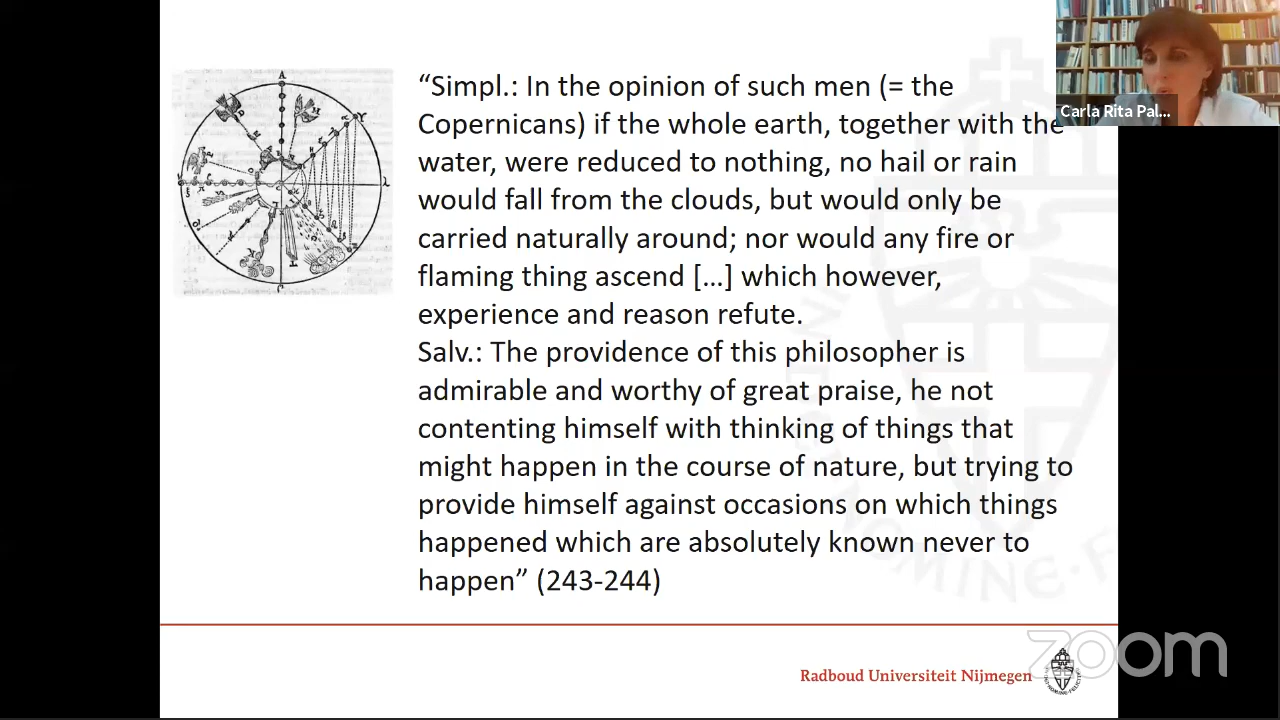 “Simpl.: In the opinion of such men (= the
Copernicans) if the whole earth, together with the
water, were reduced to nothing, no hail or rain
would fall from the clouds, but would only be
carried naturally around; nor would any fire or
flaming thing ascend […] which however,
experience and reason refute.
Salv.: The providence of this philosopher is
admirable and worthy of great praise, he not
contenting himself with thinking of things that
might happen in the course of nature, but trying to
provide himself against occasions on which things
happened which are absolutely known never to
happen” (243-244)
Carla Rita Pal...
zoom
Radboud Universiteit Nijmegen